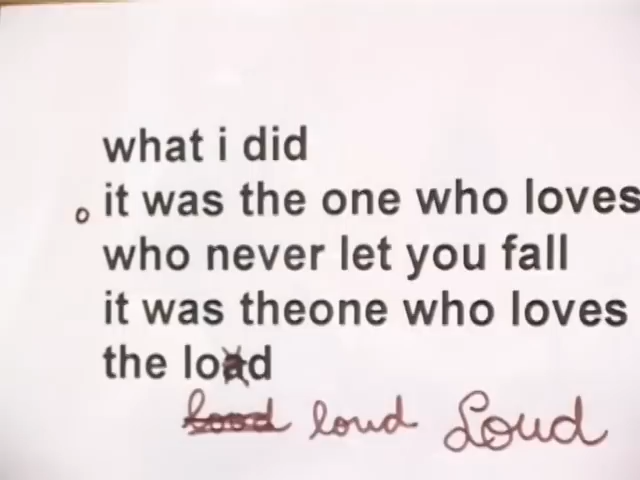 what i did
o it was the one who loves
who never let you fall
it was theone who loves
the load
lood loud Loud